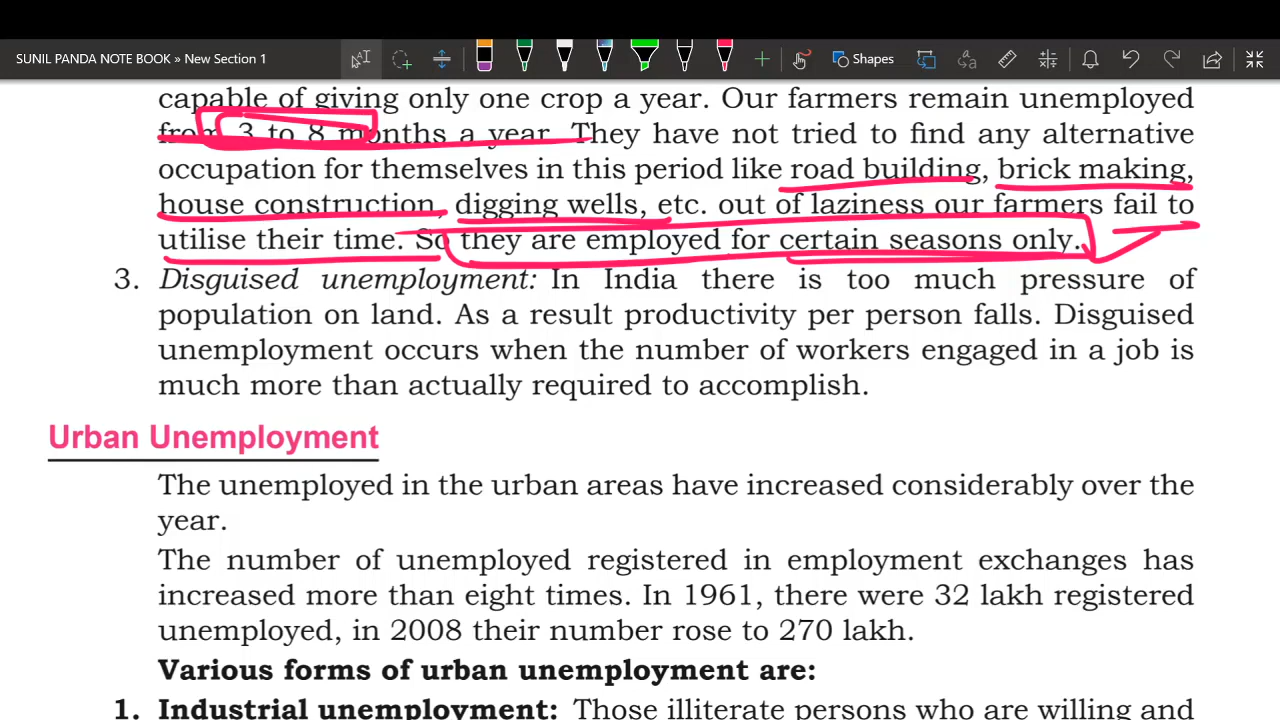 SUNIL PANDA NOTE BOOK » New Section 1
Shapes
capable of giving only one crop a year. Our farmers remain unemployed
from 3 to 8 months a year. They have not tried to find any alternative
occupation for themselves in this period like road building, brick making,
house construction, digging wells, etc. out of laziness our farmers fail to
utilise their time. So they are employed for certain seasons only.
3. Disguised unemployment: In India there is too much pressure of
population on land. As a result productivity per person falls. Disguised
unemployment occurs when the number of workers engaged in a job is
much more than actually required to accomplish.
Urban Unemployment
The unemployed in the urban areas have increased considerably over the
year.
The number of unemployed registered in employment exchanges has
increased more than eight times. In 1961, there were 32 lakh registered
unemployed, in 2008 their number rose to 270 lakh.
Various forms of urban unemployment are:
1. Industrial unemployment: Those illiterate persons who are willing and